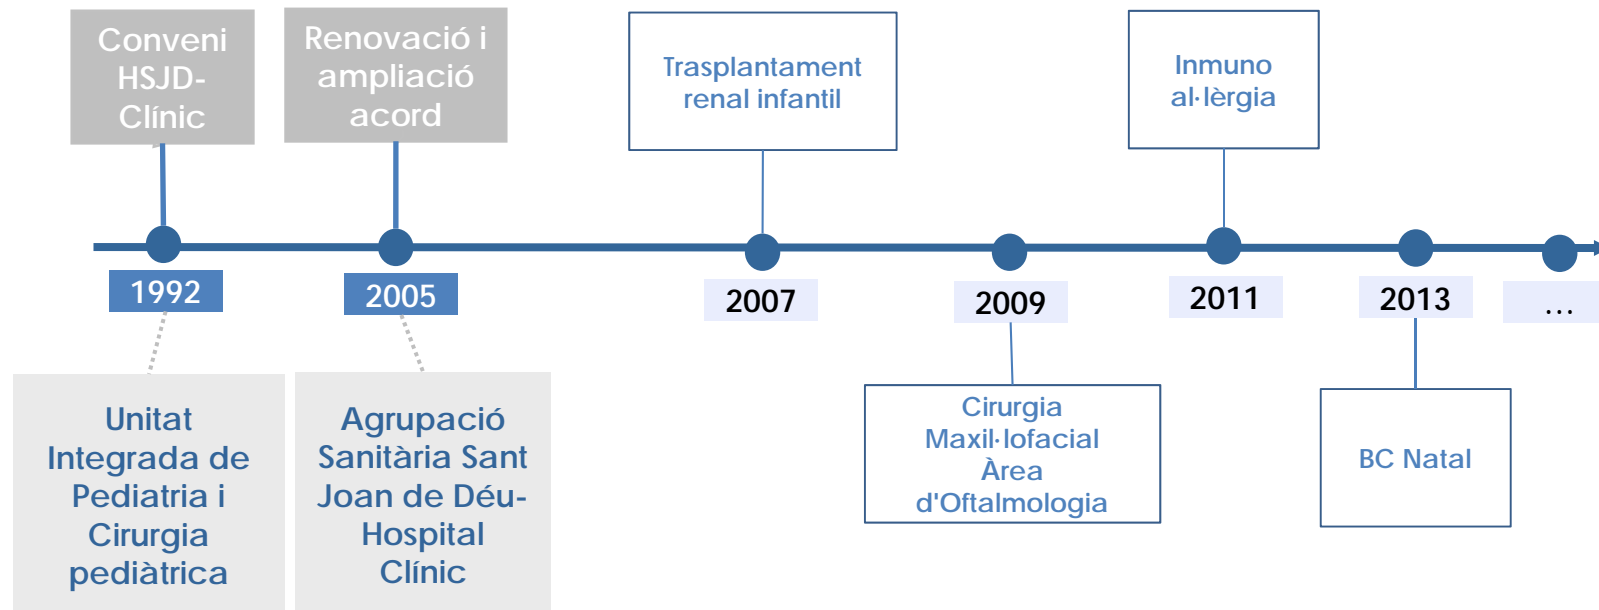 Conveni
HSJD-
Clínic
Renovació i
ampliació
acord
Trasplantament
renal infantil
Inmuno
al·lèrgia
1992
2005
2007
2009
2011
2013
...
Unitat
Integrada de
Pediatria i
Cirurgia
pediàtrica
Agrupació
Sanitària Sant
Joan de Déu-
Hospital
Clínic
Cirurgia
Maxil·lofacial
Àrea
d'Oftalmologia
BC Natal